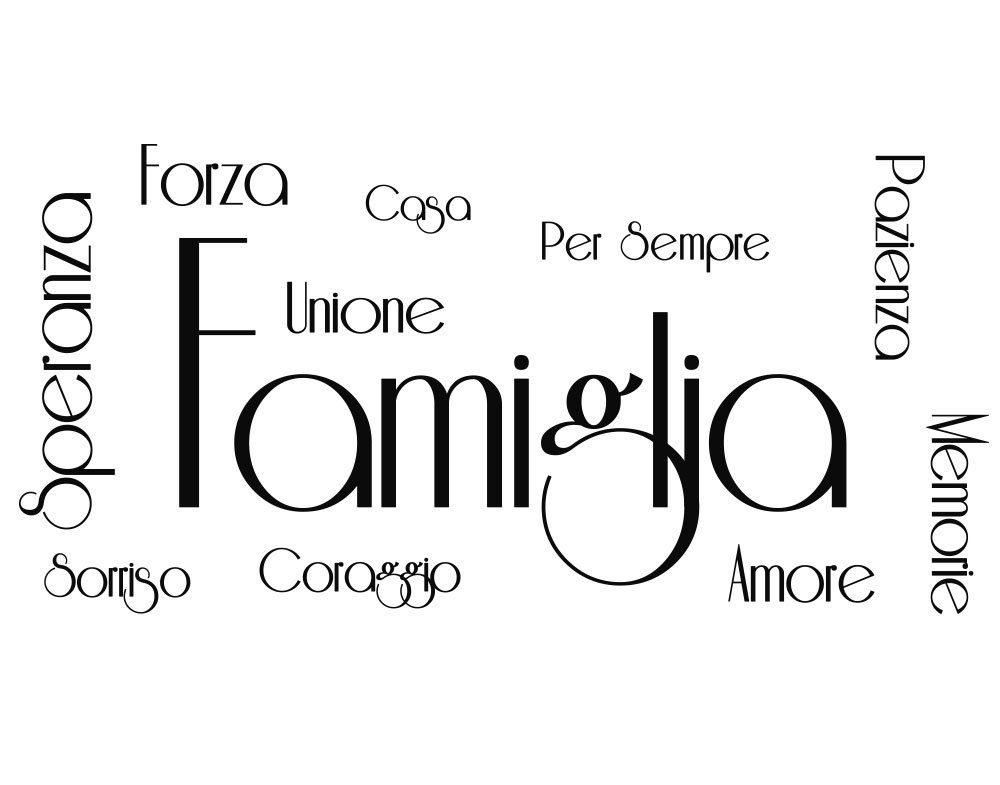 Forza
Casa
Per Sempre
Pazienza
Speranza
Unione
Famiglia
Memorie
Sorriso
Coraggio
Amore